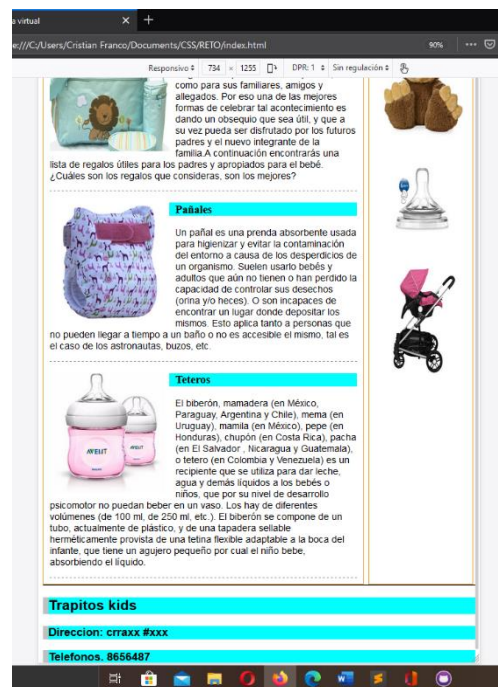 a virtual
e:///C:/Users/Cristian Franco/Documents/CSS/RETO/index.html
90%
Responsivo
734 × 1255
DPR: 1
Sin regulación
como para sus familiares, amigos y
allegados. Por eso una de las mejores
formas de celebrar tal acontecimiento es
dando un obsequio que sea útil, y que a
su vez pueda ser disfrutado por los futuros
padres y el nuevo integrante de la
familia.A continuación encontrarás una
lista de regalos útiles para los padres y apropiados para el bebé.
¿Cuáles son los regalos que consideras, son los mejores?
Pañales
Un pañal es una prenda absorbente usada
para higienizar y evitar la contaminación
del entorno a causa de los desperdicios de
un organismo. Suelen usarlo bebés y
adultos que aún no tienen o han perdido la
capacidad de controlar sus desechos
(orina y/o heces). O son incapaces de
encontrar un lugar donde depositar los
mismos. Esto aplica tanto a personas que
no pueden llegar a tiempo a un baño o no es accesible el mismo, tal es
el caso de los astronautas, buzos, etc.
Teteros
El biberón, mamadera (en México,
Paraguay, Argentina y Chile), mema (en
Uruguay), mamila (en México), pepe (en
Honduras), chupón (en Costa Rica), pacha
(en El Salvador , Nicaragua y Guatemala),
o tetero (en Colombia y Venezuela) es un
recipiente que se utiliza para dar leche,
agua y demás líquidos a los bebés o
niños, que por su nivel de desarrollo
psicomotor no puedan beber en un vaso. Los hay de diferentes
volúmenes (de 100 ml, de 250 ml, etc.). El biberón se compone de un
tubo, actualmente de plástico, y de una tapadera sellable
herméticamente provista de una tetina flexible adaptable a la boca del
infante, que tiene un agujero pequeño por cual el niño bebe,
absorbiendo el líquido.
AVENT
Trapitos kids
Direccion: crraxx #xxx
Telefonos. 8656487